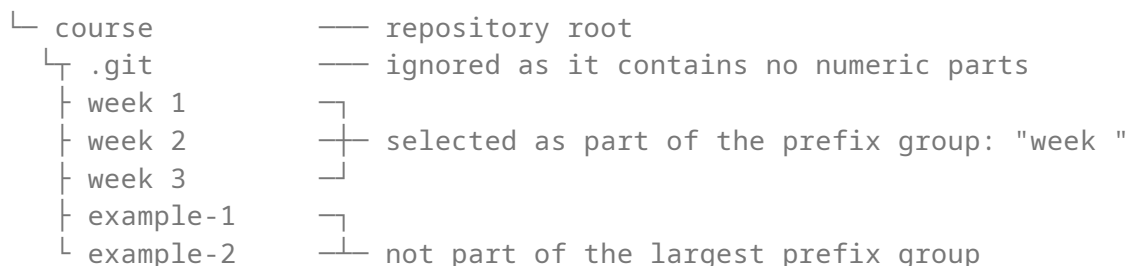 └─ course ─── repository root
└┬ .git ─── ignored as it contains no numeric parts
├ week 1 ─┐
├ week 2 ─┼─ selected as part of the prefix group: "week "
├ week 3 ─┘
├ example-1 ─┐
└ example-2 ─┴─ not part of the largest prefix group